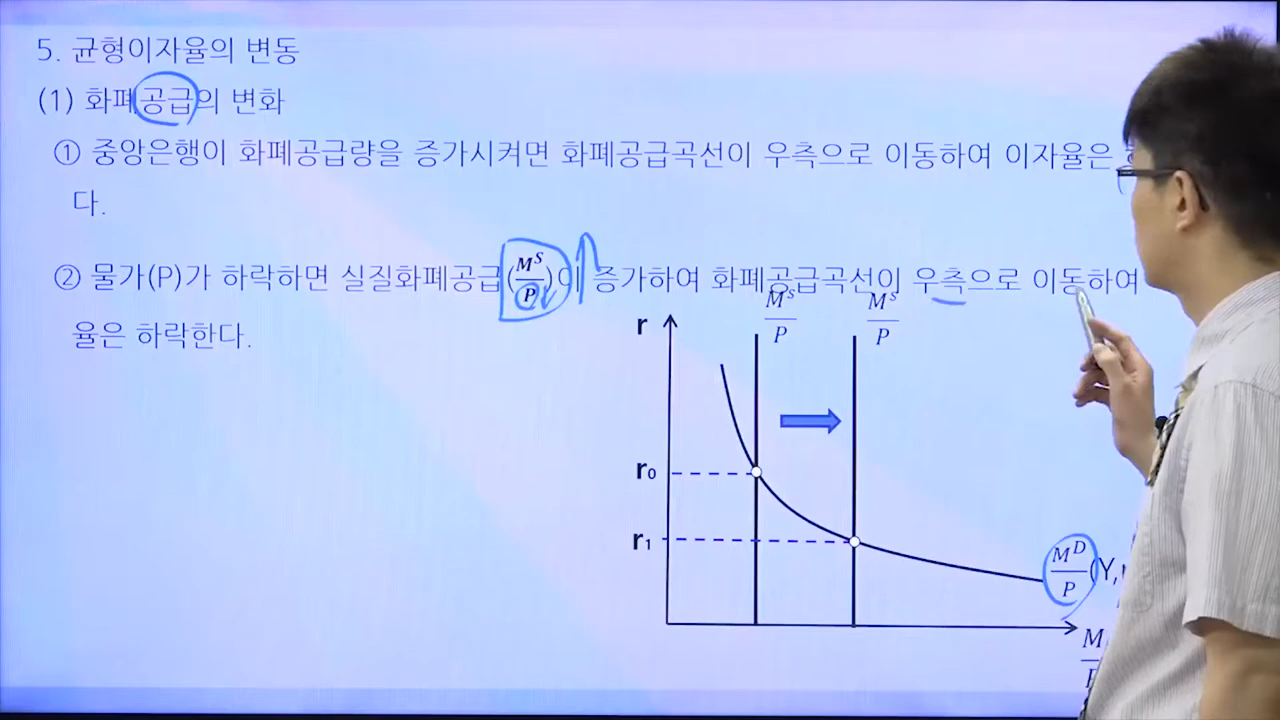 5. 균형이자율의 변동
(1) 화폐공급의 변화
① 중앙은행이 화폐공급량을 증가시켜면 화폐공급곡선이 우측으로 이동하여 이자율은
다.
② 물가(P)가 하락하면 실질화폐공급(M^S/P)이 증가하여 화폐공급곡선이 우측으로 이동하여
율은 하락한다.
r
M^s/P
M^s/P
r₀
r₁
M^D/P(Y,
M